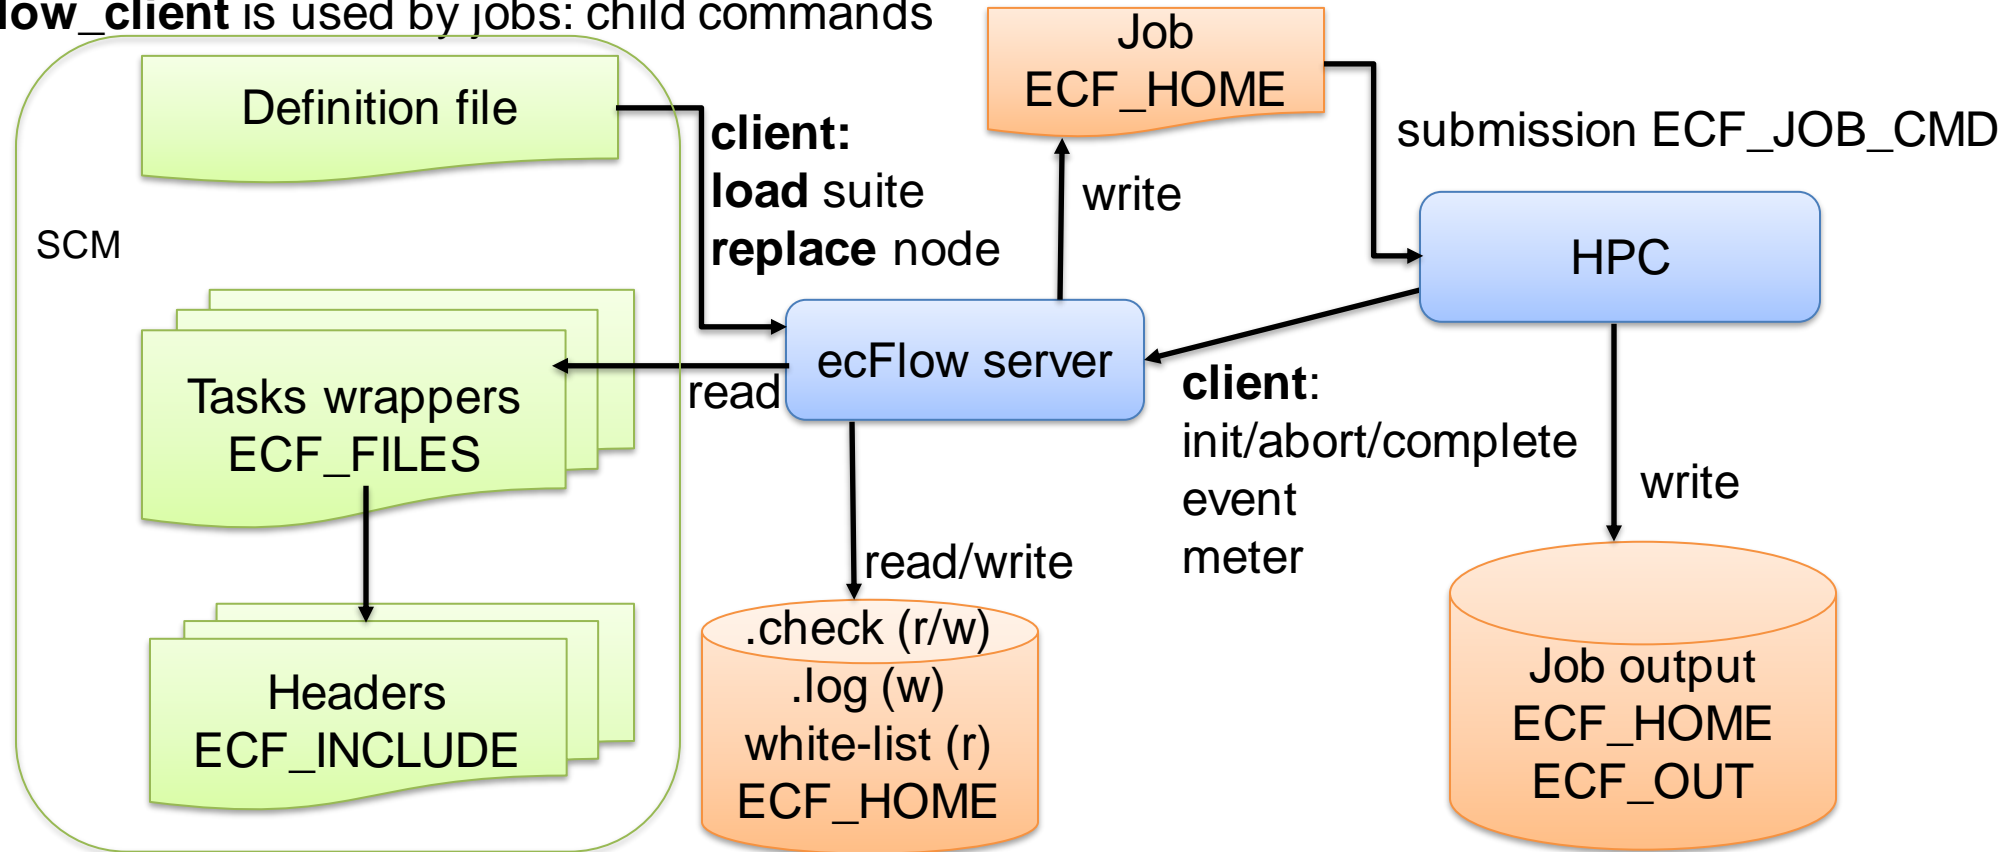 low_client is used by jobs: child commands
Definition file
client:
load suite
replace node
Job
ECF_HOME
submission ECF_JOB_CMD
write
SCM
HPC
ecFlow server
read
Tasks wrappers
ECF_FILES
client:
init/abort/complete
event
meter
write
read/write
Headers
ECF_INCLUDE
.check (r/w)
.log (w)
white-list (r)
ECF_HOME
Job output
ECF_HOME
ECF_OUT